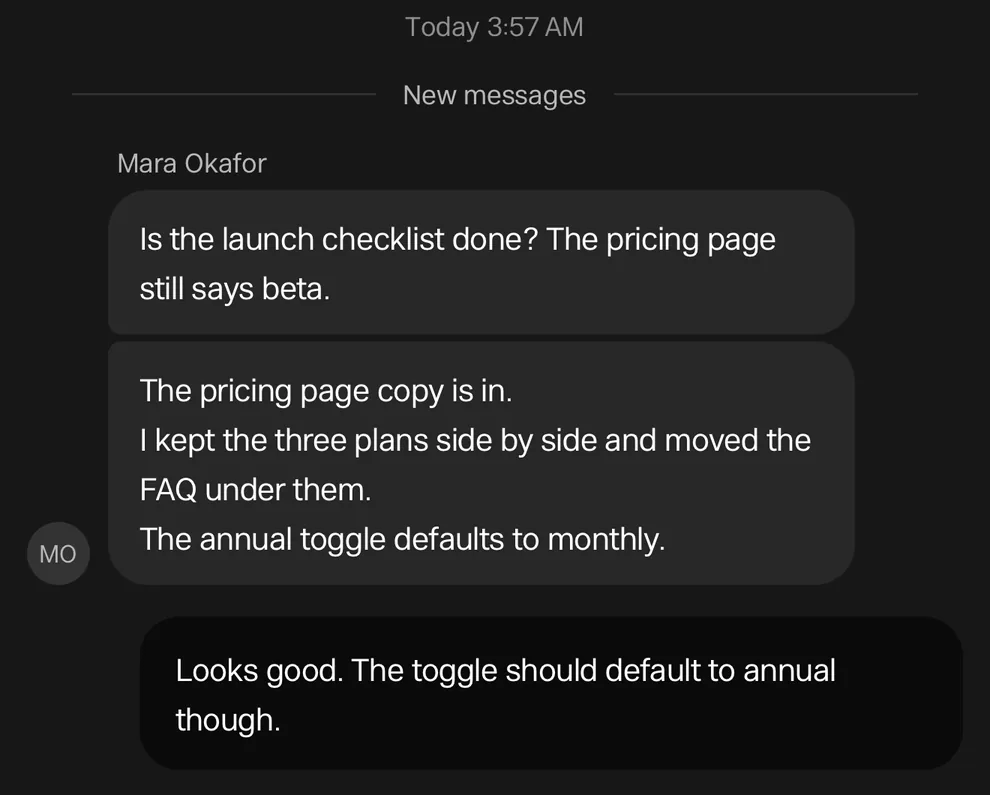 Today 3:57 AM
New messages
Mara Okafor
Is the launch checklist done? The pricing page
still says beta.
The pricing page copy is in.
I kept the three plans side by side and moved the
FAQ under them.
The annual toggle defaults to monthly.
MO
Looks good. The toggle should default to annual
though.